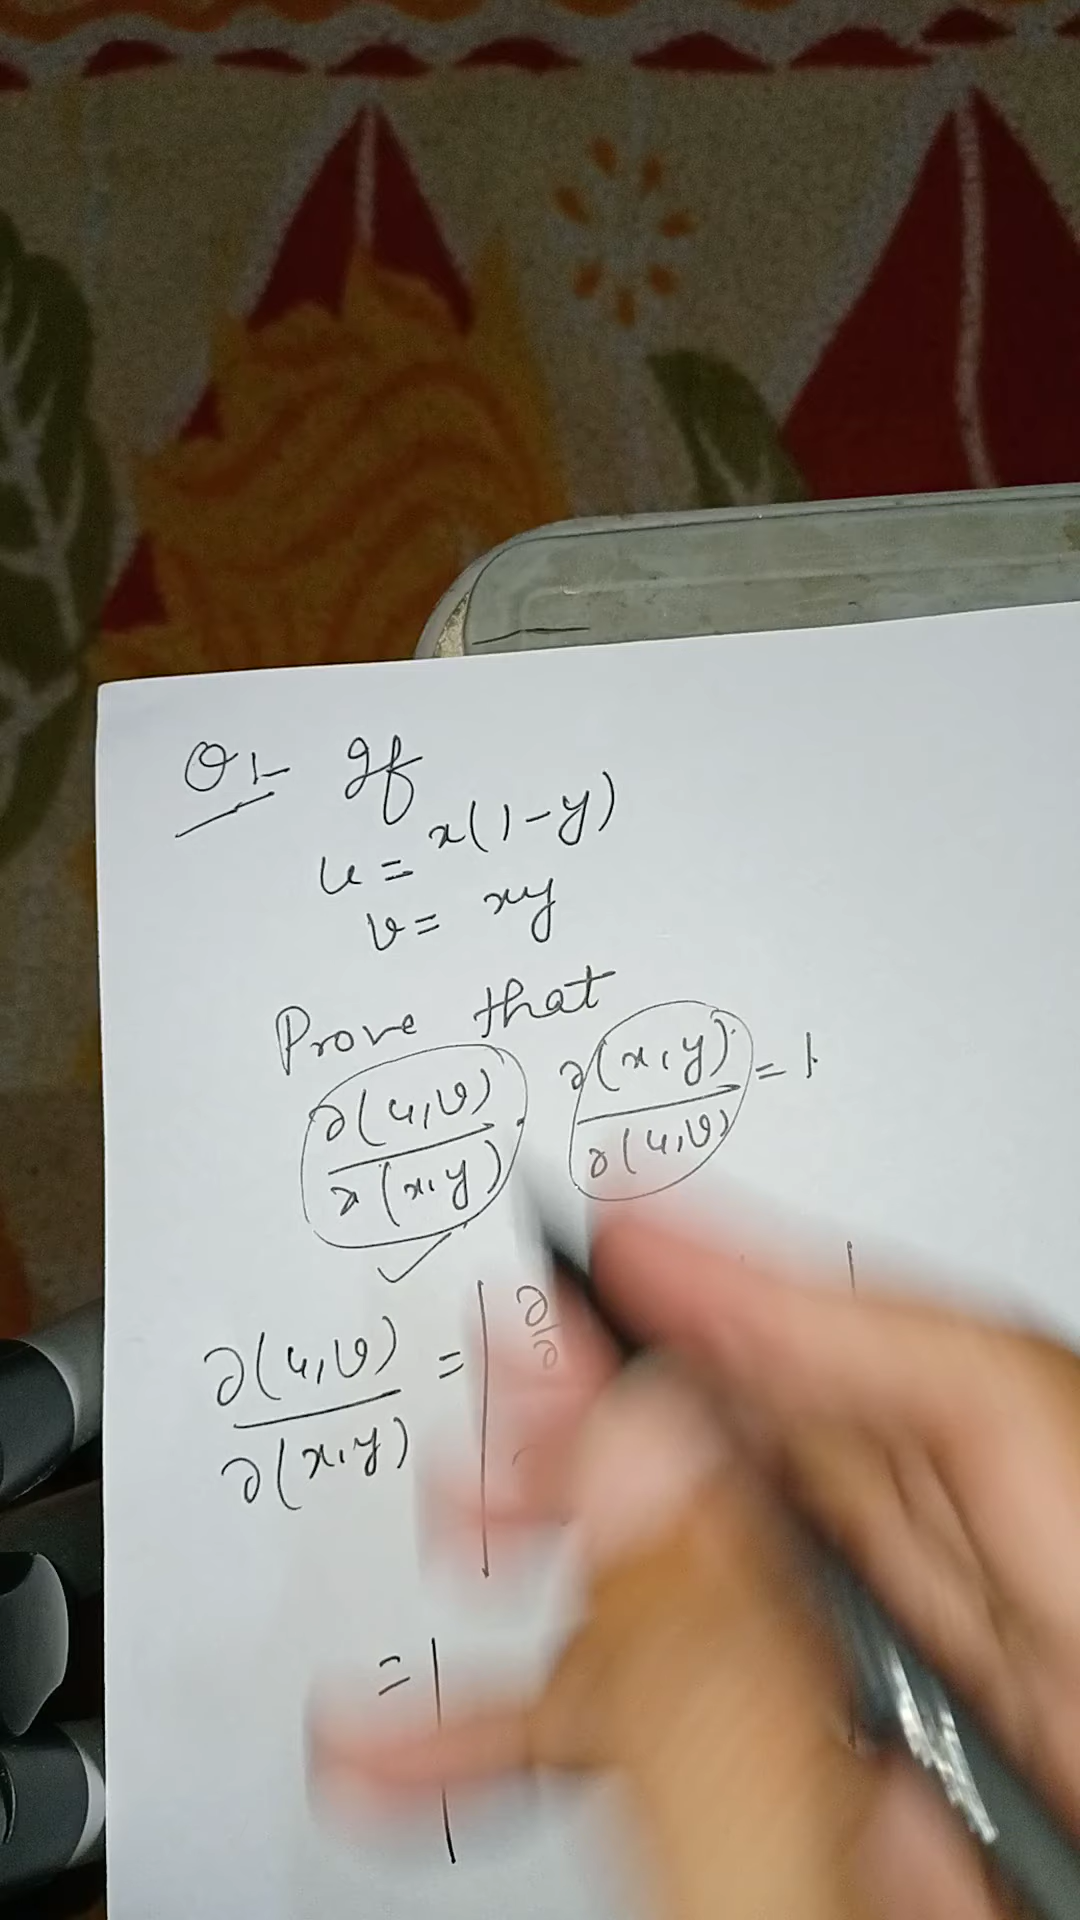 Q1- If
u = x(1-y)
v = xy
Prove that
∂(u,v)/∂(x,y) . ∂(x,y)/∂(u,v) = 1
∂(u,v)/∂(x,y) = | ∂/∂ |
= |